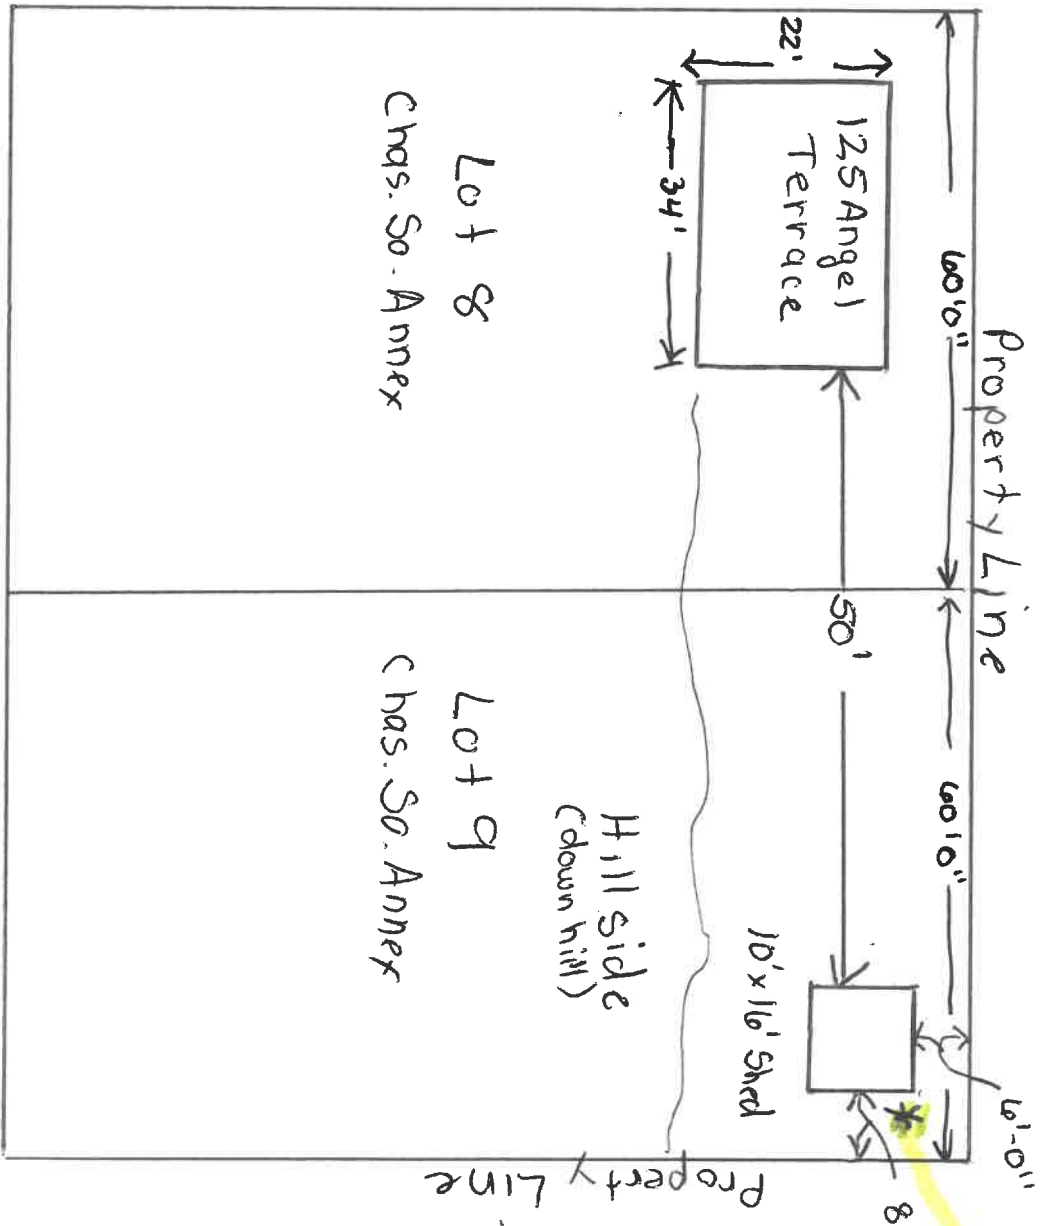 Property Line
60'0"
60'0"
6'-0"
125 Angel
Terrace
22'
34'
50'
10'x16' Shed
*
8
Hill side
(down hill)
Lot 8
Chas. So. Annex
Lot 9
Chas. So. Annex
Property Line